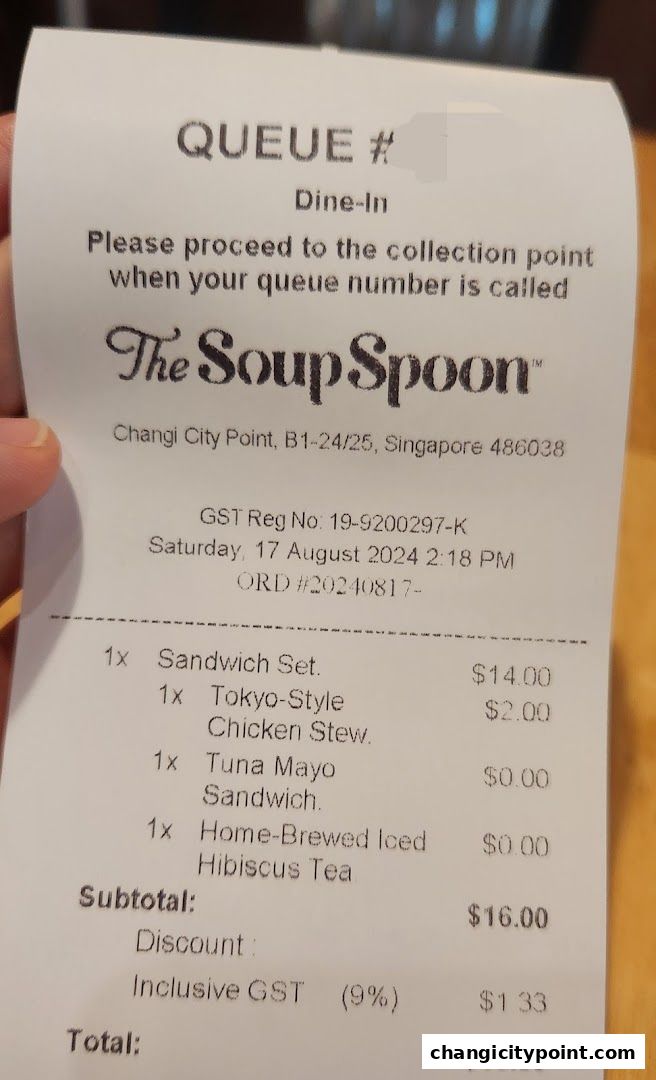 QUEUE #
Dine-In
Please proceed to the collection point
when your queue number is called
The Soup Spoon™
Changi City Point, B1-24/25, Singapore 486038
GST Reg No: 19-9200297-K
Saturday, 17 August 2024 2:18 PM
ORD #20240817-
1x Sandwich Set. $14.00
1x Tokyo-Style $2.00
Chicken Stew.
1x Tuna Mayo $0.00
Sandwich.
1x Home-Brewed Iced $0.00
Hibiscus Tea
Subtotal: $16.00
Discount :
Inclusive GST (9%) $1.33
Total:
changicitypoint.com